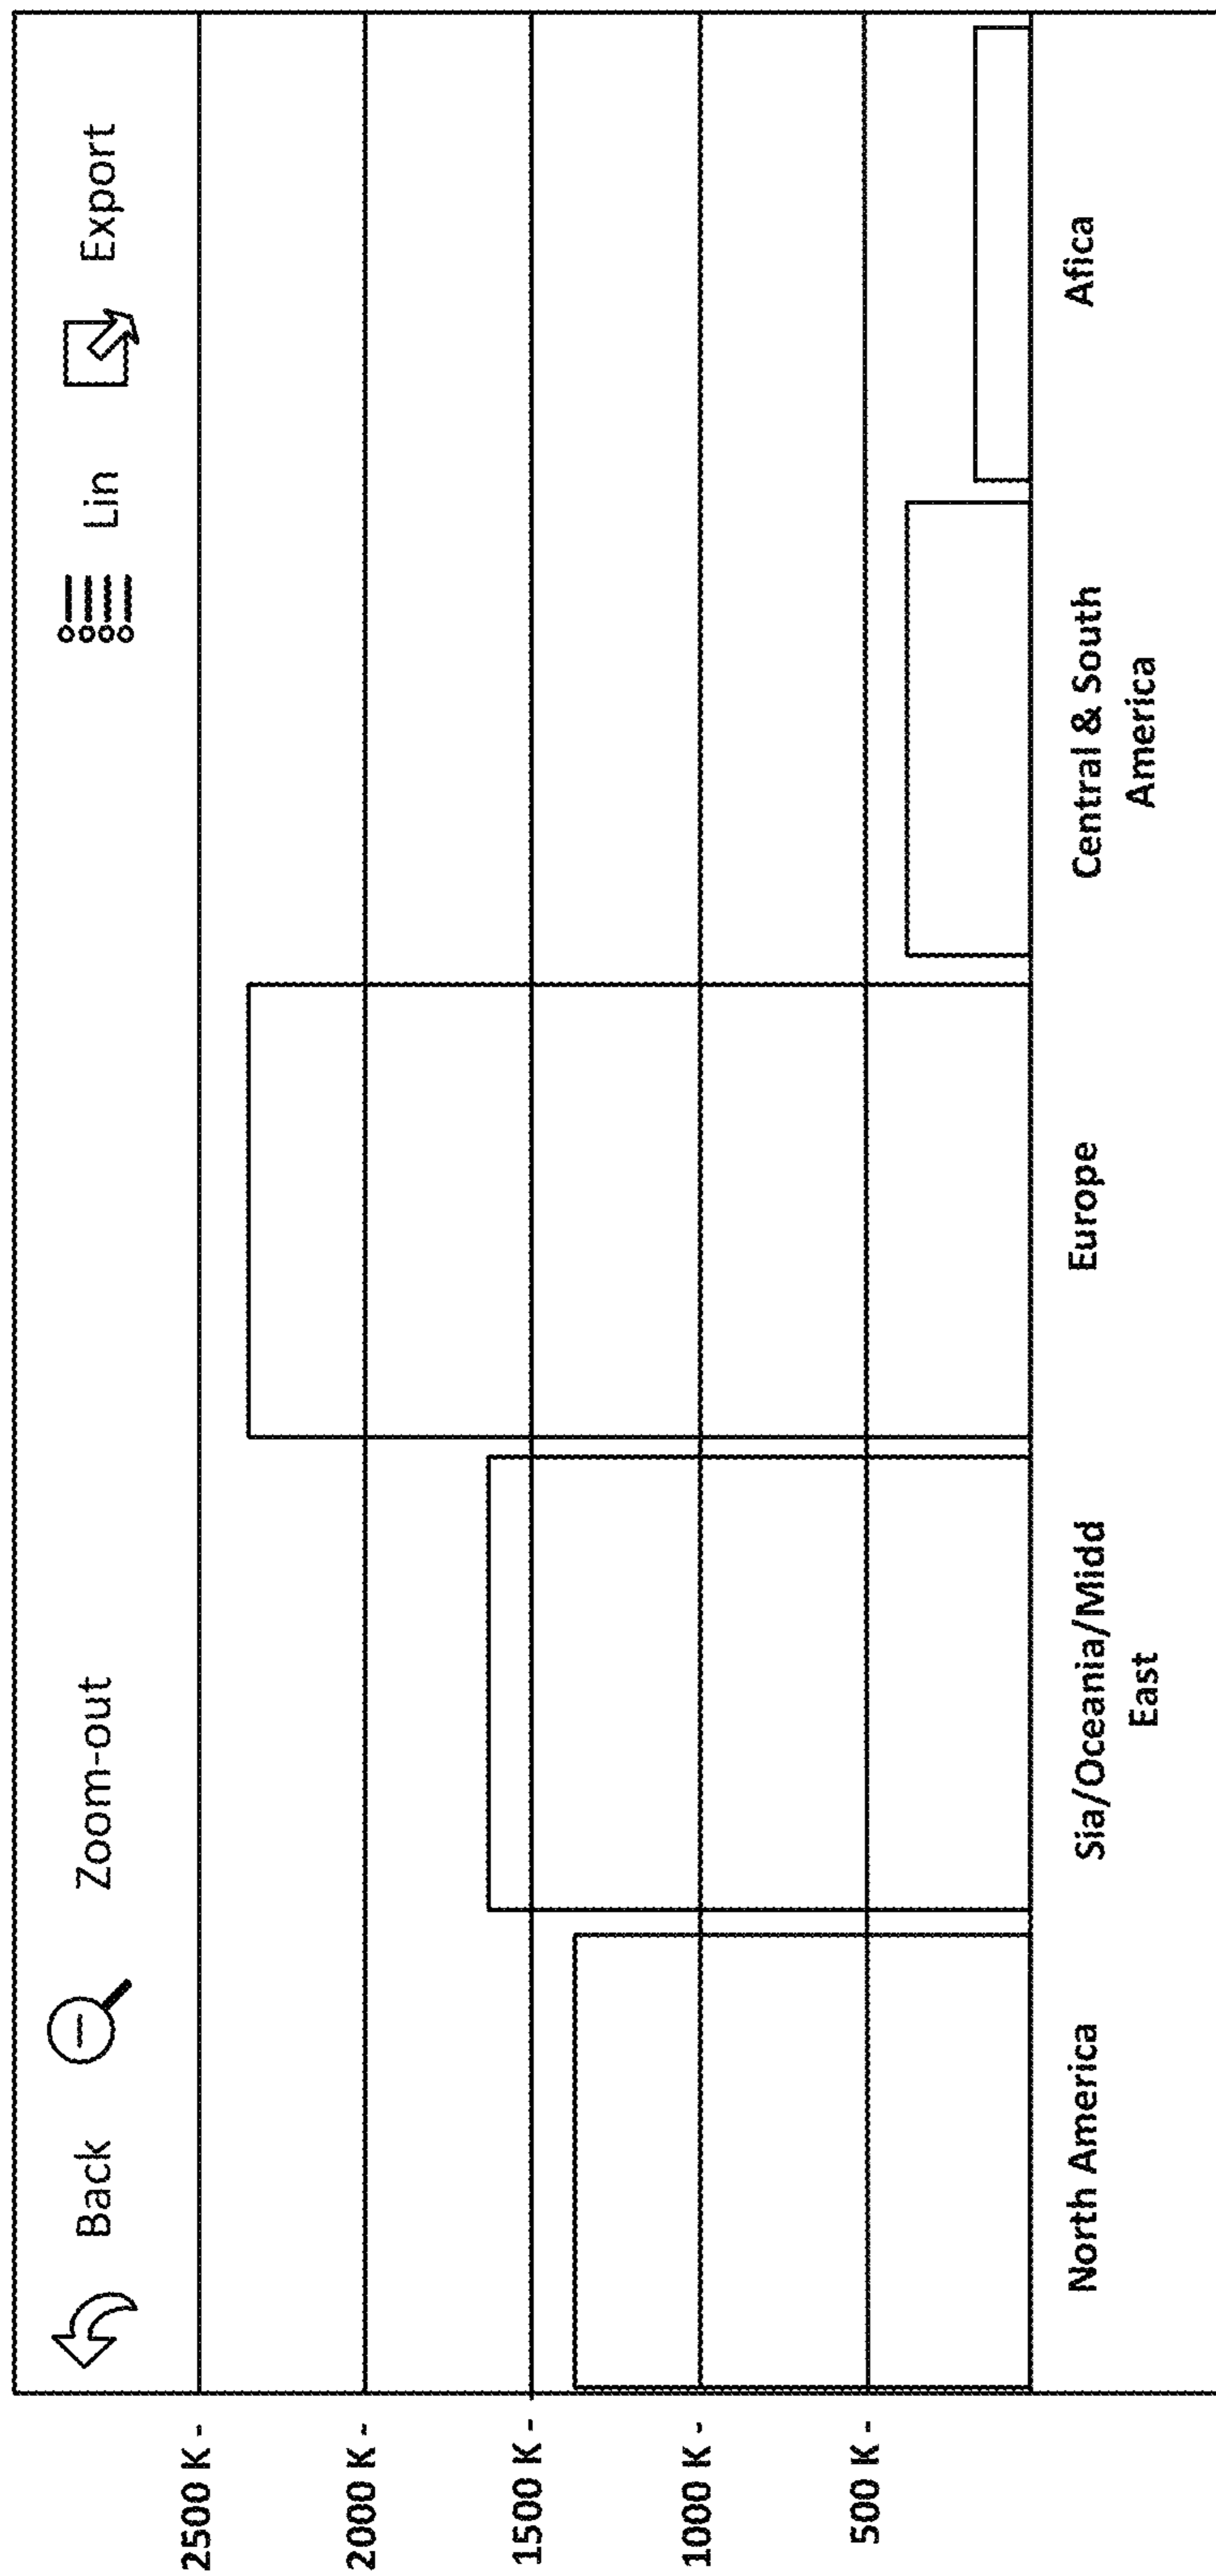 Back Zoom-out Lin Export
2500 K -
2000 K -
1500 K -
1000 K -
500 K -
North America
Sia/Oceania/Midd
East
Europe
Central & South
America
Afica